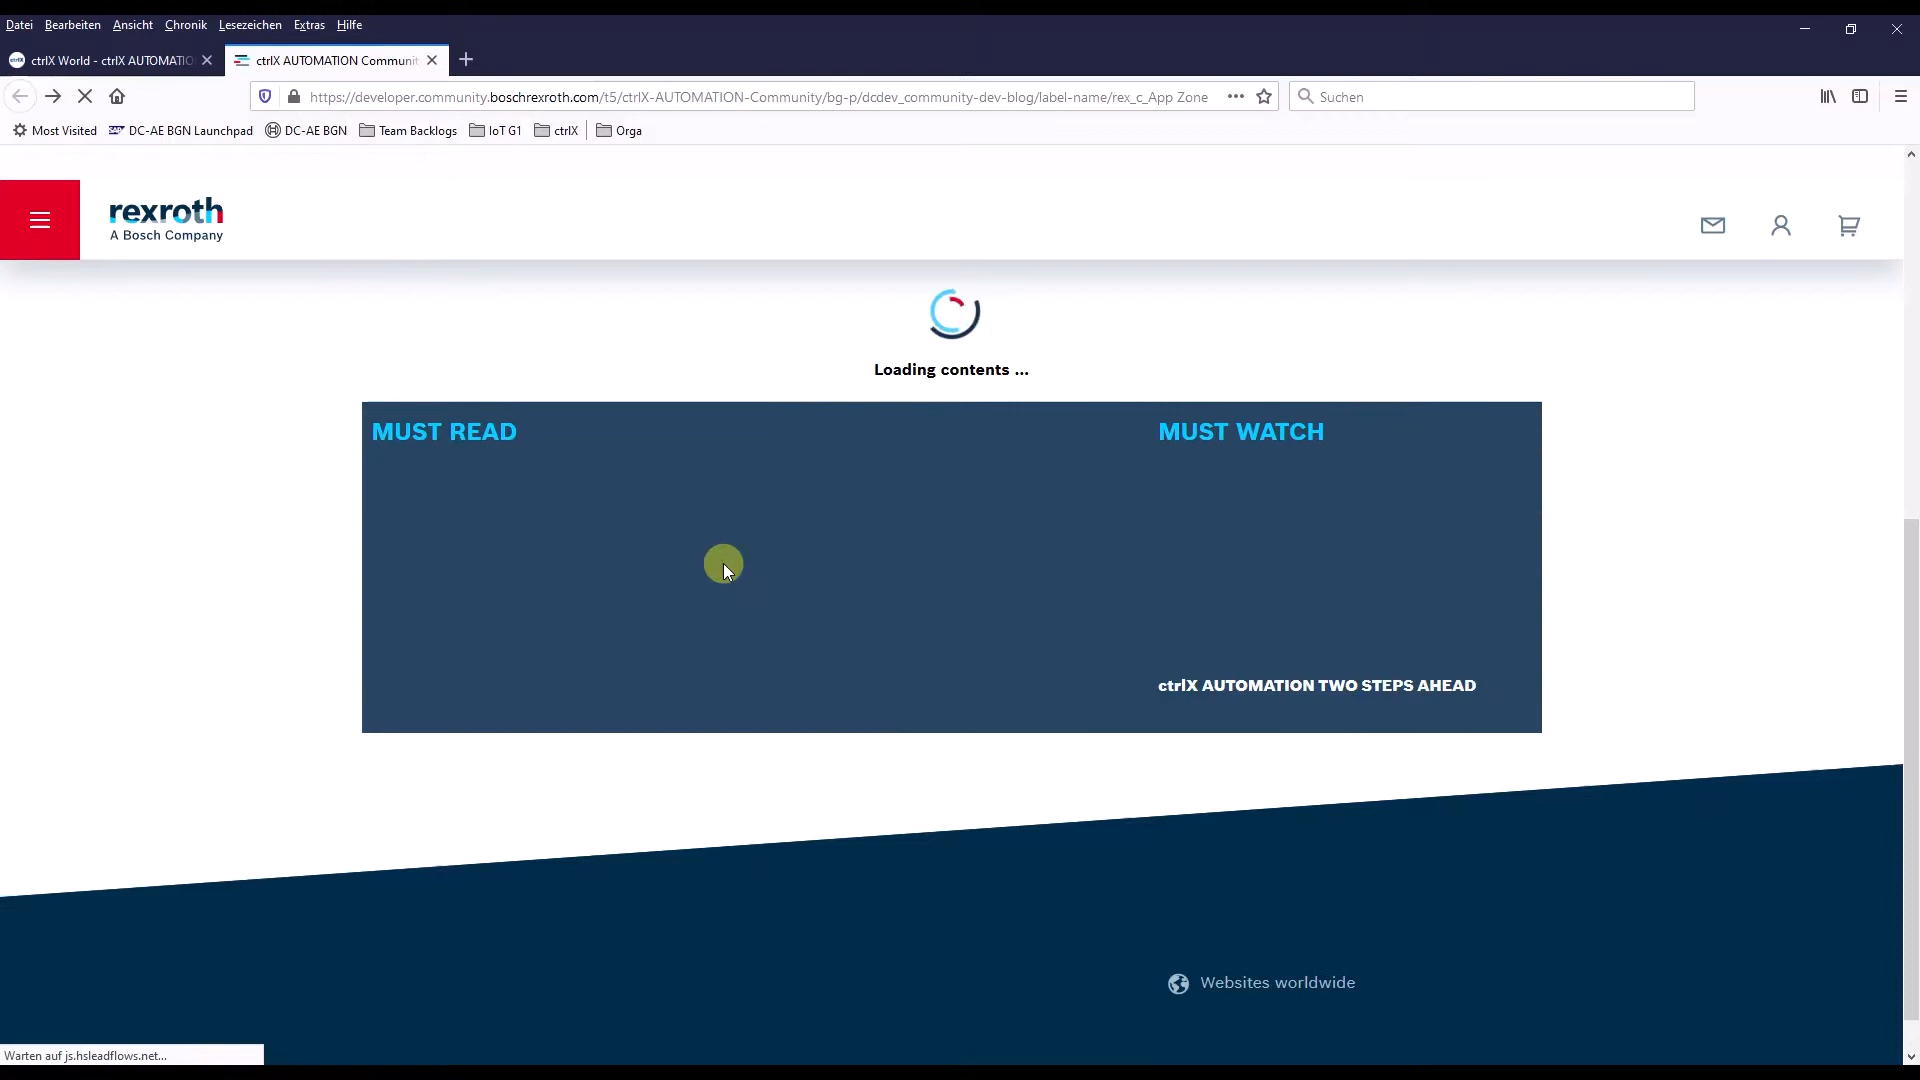 Datei Bearbeiten Ansicht Chronik Lesezeichen Extras Hilfe
ctrlX World - ctrlX AUTOMATIO ctrlX AUTOMATION Communit
https://developer.community.boschrexroth.com/t5/ctrlX-AUTOMATION-Community/bg-p/dcdev_community-dev-blog/label-name/rex_c_App Zone Suchen
Most Visited DC-AE BGN Launchpad DC-AE BGN Team Backlogs IoT G1 ctrlX Orga
rexroth
A Bosch Company
Loading contents ...
MUST READ MUST WATCH
ctrlX AUTOMATION TWO STEPS AHEAD
Websites worldwide
Warten auf js.hsleadflows.net...